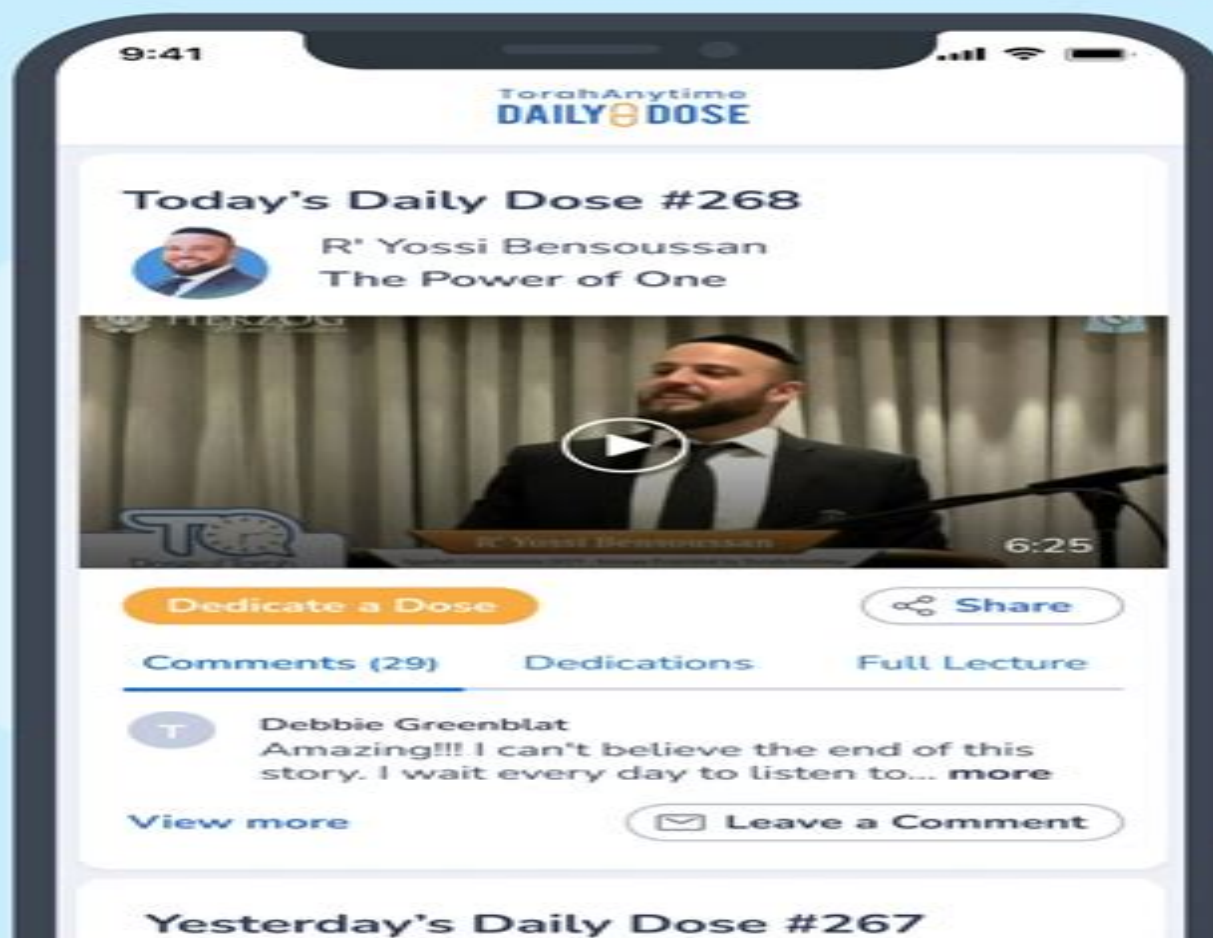 9:41
TorahAnytime
DAILY DOSE
Today's Daily Dose #268
R' Yossi Bensoussan
The Power of One
HERZOG
R' Yossi Bensoussan
6:25
Dedicate a Dose
Share
Comments (29)
Dedications
Full Lecture
T
Debbie Greenblat
Amazing!!! I can't believe the end of this
story. I wait every day to listen to... more
View more
Leave a Comment
Yesterday's Daily Dose #267